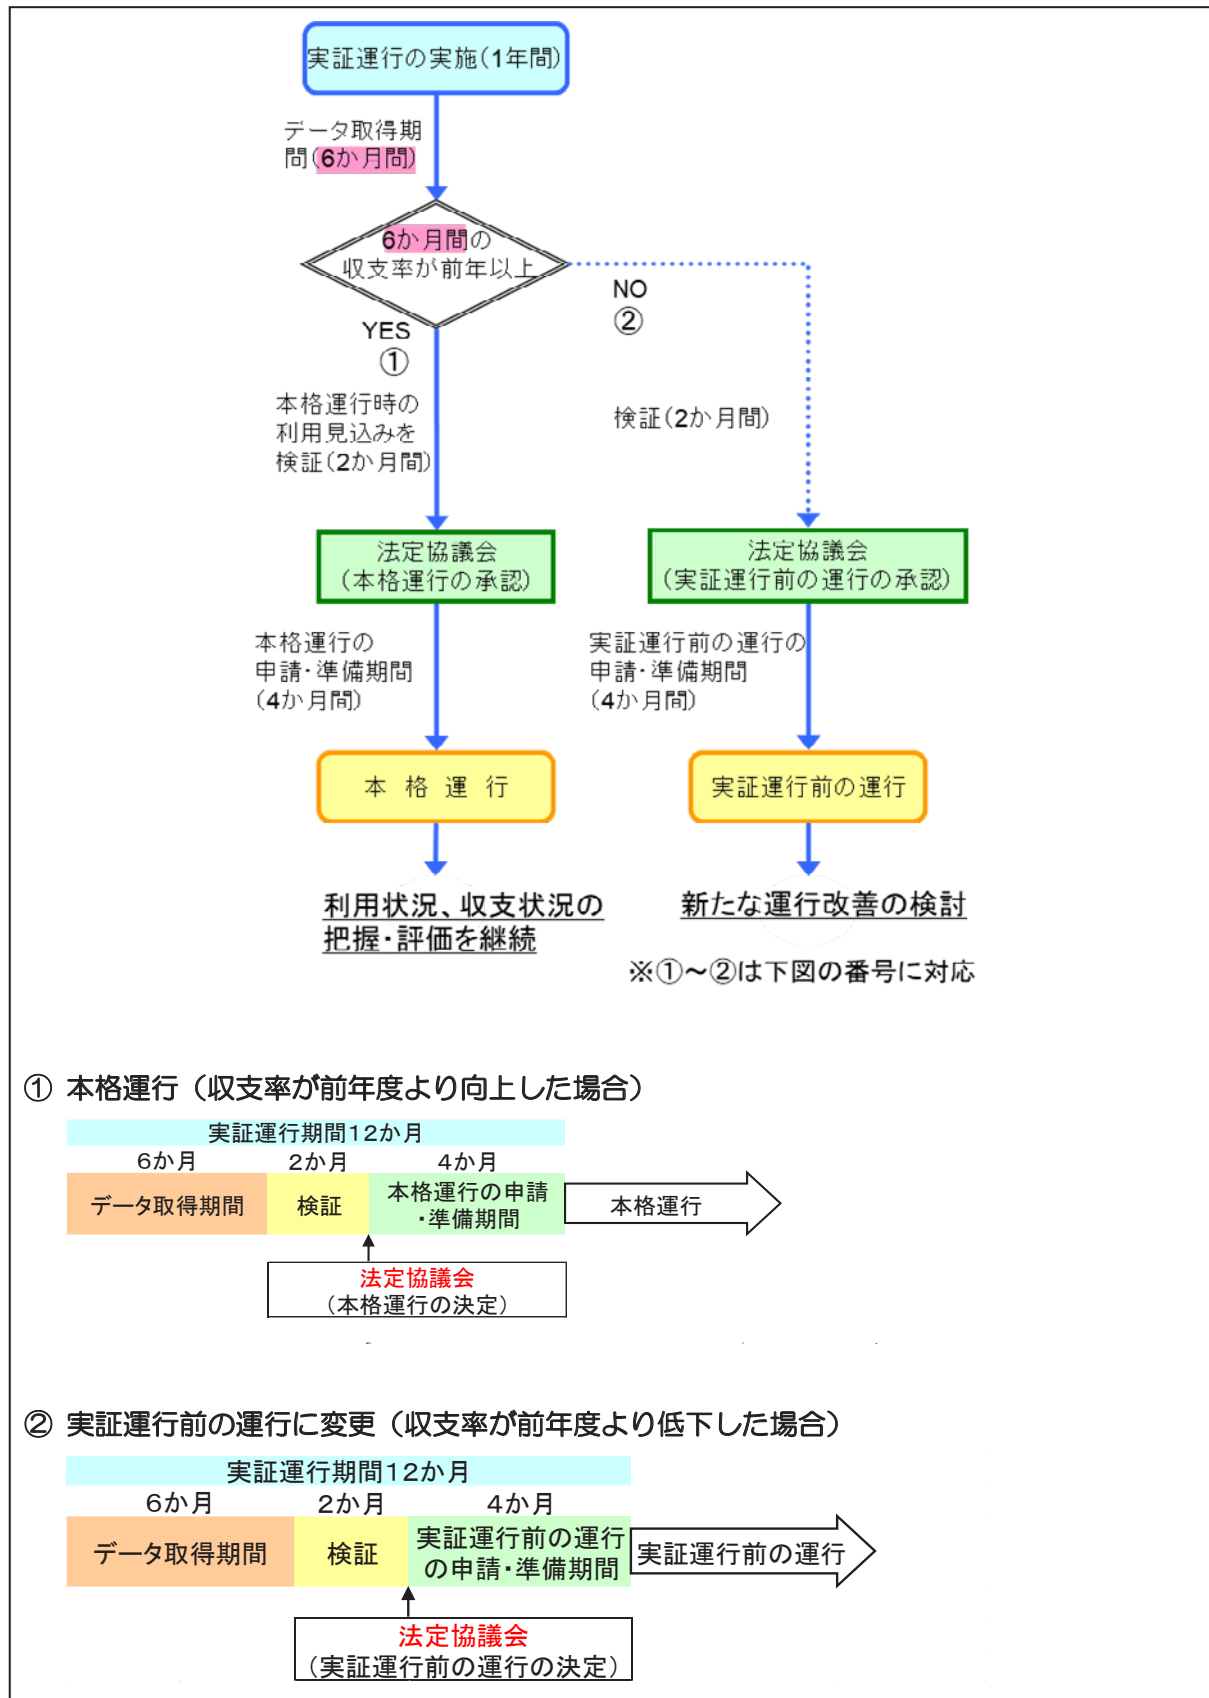 実証運行の実施(1年間)
データ取得期
間(6か月間)
6か月間の
収支率が前年以上
YES
①
NO
②
本格運行時の
利用見込みを
検証(2か月間)
検証(2か月間)
法定協議会
(本格運行の承認)
法定協議会
(実証運行前の運行の承認)
本格運行の
申請・準備期間
(4か月間)
実証運行前の運行の
申請・準備期間
(4か月間)
本格運行
実証運行前の運行
利用状況、収支状況の
把握・評価を継続
新たな運行改善の検討
※①～②は下図の番号に対応
① 本格運行（収支率が前年度より向上した場合）
実証運行期間12か月
6か月 2か月 4か月
データ取得期間
検証
本格運行の申請
・準備期間
本格運行
法定協議会
(本格運行の決定)
② 実証運行前の運行に変更（収支率が前年度より低下した場合）
実証運行期間12か月
6か月 2か月 4か月
データ取得期間
検証
実証運行前の運行
の申請・準備期間
実証運行前の運行
法定協議会
(実証運行前の運行の決定)